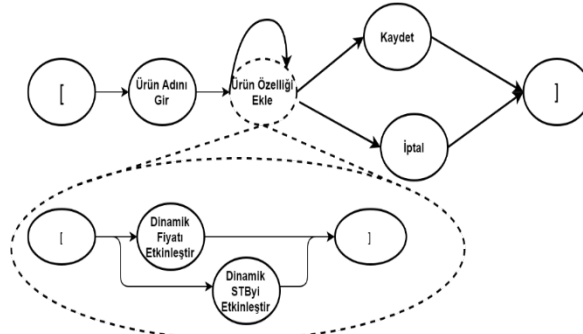 [
Ürün Adını
Gir
Ürün Özelliği
Ekle
Kaydet
İptal
]
[
Dinamik
Fiyatı
Etkinleştir
Dinamik
STByi
Etkinleştir
]